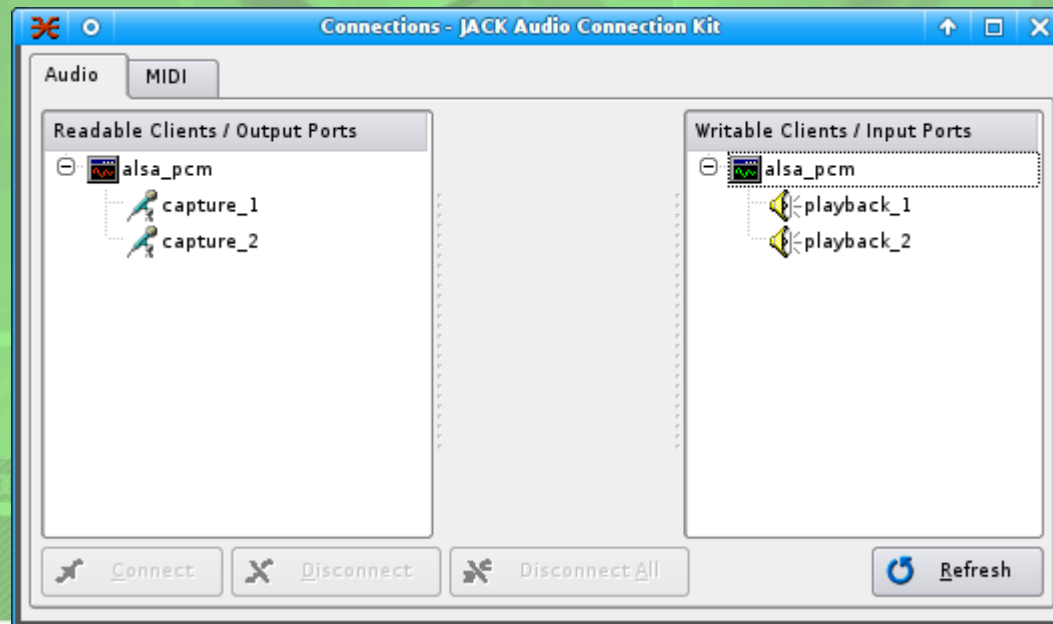 Connections - JACK Audio Connection Kit
Audio
MIDI
Readable Clients / Output Ports
Writable Clients / Input Ports
alsa_pcm
capture_1
capture_2
alsa_pcm
playback_1
playback_2
Connect
Disconnect
Disconnect All
Refresh